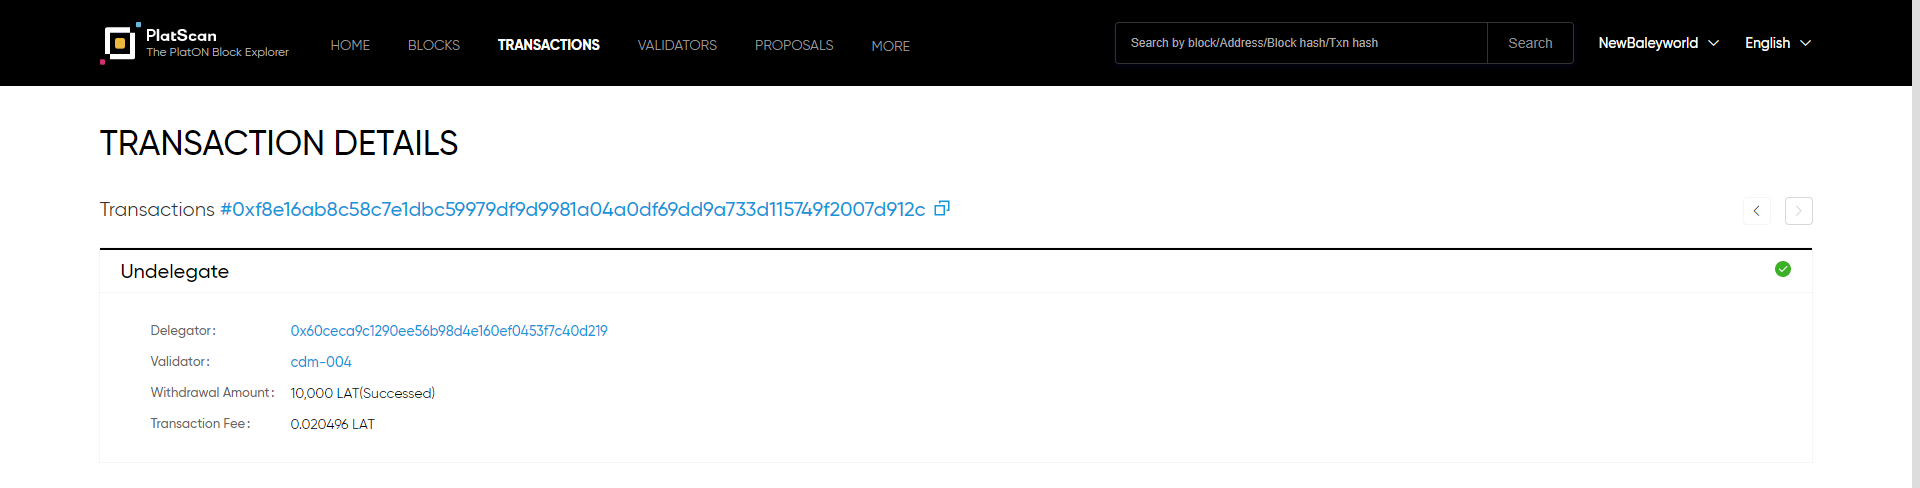 PlatScan
The PlatON Block Explorer
HOME
BLOCKS
TRANSACTIONS
VALIDATORS
PROPOSALS
MORE
Search by block/Address/Block hash/Txn hash
Search
NewBaleyworld
English
TRANSACTION DETAILS
Transactions #0xf8e16ab8c58c7e1dbc59979df9d9981a04a0df69dd9a733d115749f2007d912c
Undelegate
Delegator:
0x60ceca9c1290ee56b98d4e160ef0453f7c40d219
Validator:
cdm-004
Withdrawal Amount:
10,000 LAT(Successed)
Transaction Fee:
0.020496 LAT